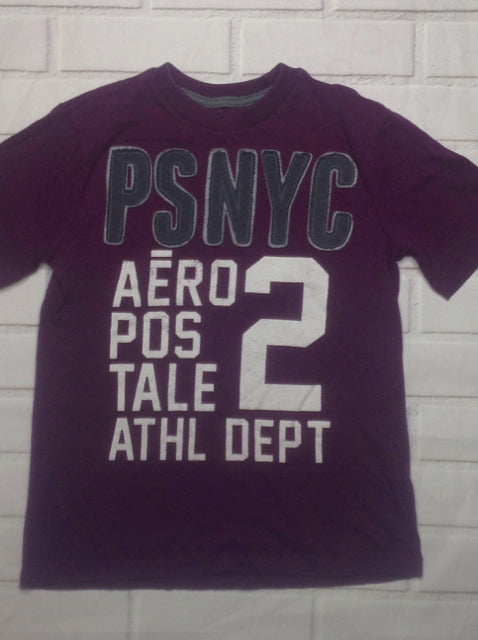 PSNYC
AĒRO 2
POS
TALE
ATHL DEPT